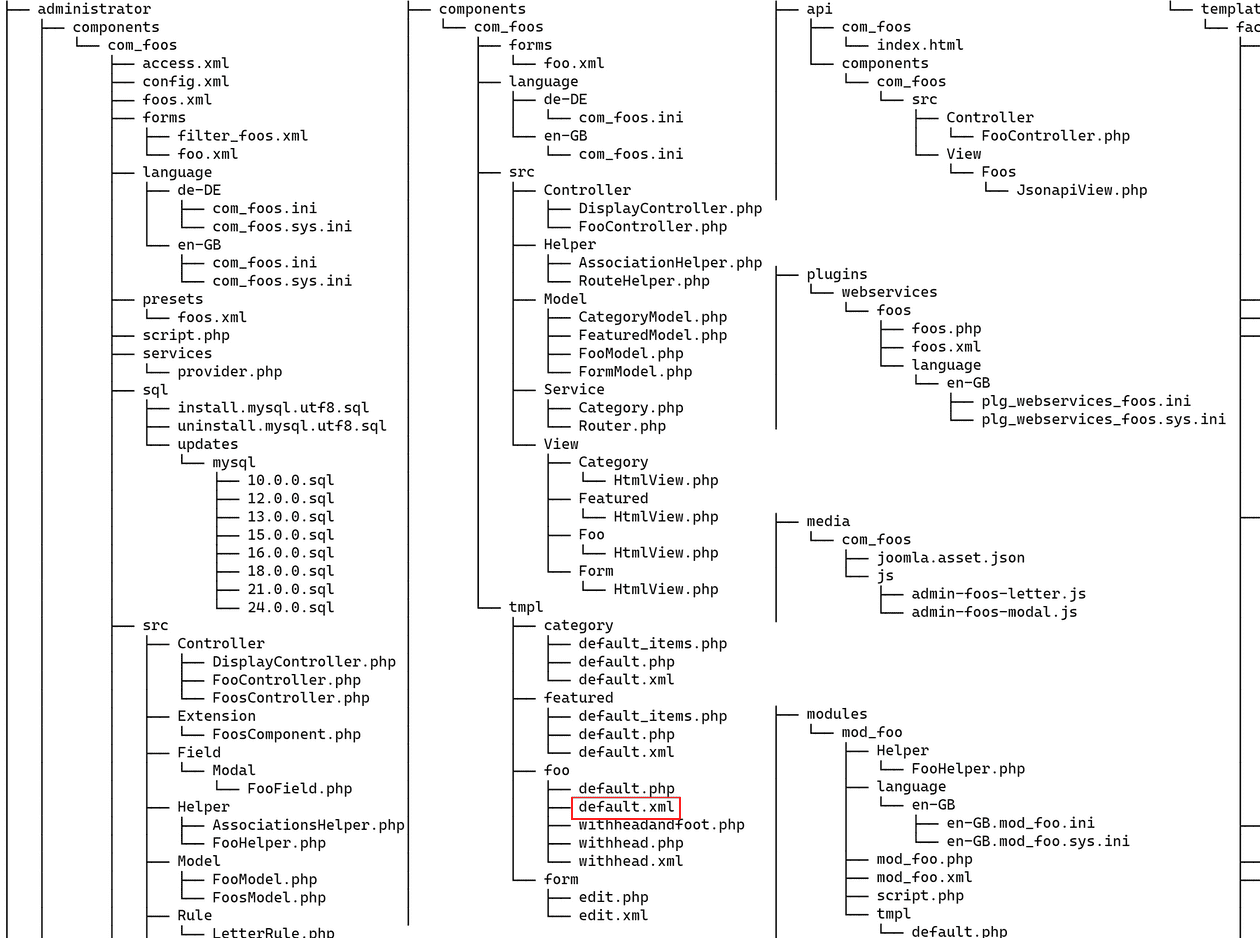 administrator
components
com_foos
access.xml
config.xml
foos.xml
forms
filter_foos.xml
foo.xml
language
de-DE
com_foos.ini
com_foos.sys.ini
en-GB
com_foos.ini
com_foos.sys.ini
presets
foos.xml
script.php
services
provider.php
sql
install.mysql.utf8.sql
uninstall.mysql.utf8.sql
updates
mysql
10.0.0.sql
12.0.0.sql
13.0.0.sql
15.0.0.sql
16.0.0.sql
18.0.0.sql
21.0.0.sql
24.0.0.sql
src
Controller
DisplayController.php
FooController.php
FoosController.php
Extension
FoosComponent.php
Field
Modal
FooField.php
Helper
AssociationsHelper.php
FooHelper.php
Model
FooModel.php
FoosModel.php
Rule
LetterRule.php
components
com_foos
forms
foo.xml
language
de-DE
com_foos.ini
en-GB
com_foos.ini
src
Controller
DisplayController.php
FooController.php
Helper
AssociationHelper.php
RouteHelper.php
Model
CategoryModel.php
FeaturedModel.php
FooModel.php
FormModel.php
Service
Category.php
Router.php
View
Category
HtmlView.php
Featured
HtmlView.php
Foo
HtmlView.php
Form
HtmlView.php
tmpl
category
default_items.php
default.php
default.xml
featured
default_items.php
default.php
default.xml
foo
default.php
default.xml
withheadandfoot.php
withhead.php
withhead.xml
form
edit.php
edit.xml
api
com_foos
index.html
components
com_foos
src
Controller
FooController.php
View
Foos
JsonapiView.php
plugins
webservices
foos
foos.php
foos.xml
language
en-GB
plg_webservices_foos.ini
plg_webservices_foos.sys.ini
media
com_foos
joomla.asset.json
js
admin-foos-letter.js
admin-foos-modal.js
modules
mod_foo
Helper
FooHelper.php
language
en-GB
en-GB.mod_foo.ini
en-GB.mod_foo.sys.ini
mod_foo.php
mod_foo.xml
script.php
tmpl
default.php
templat
fac